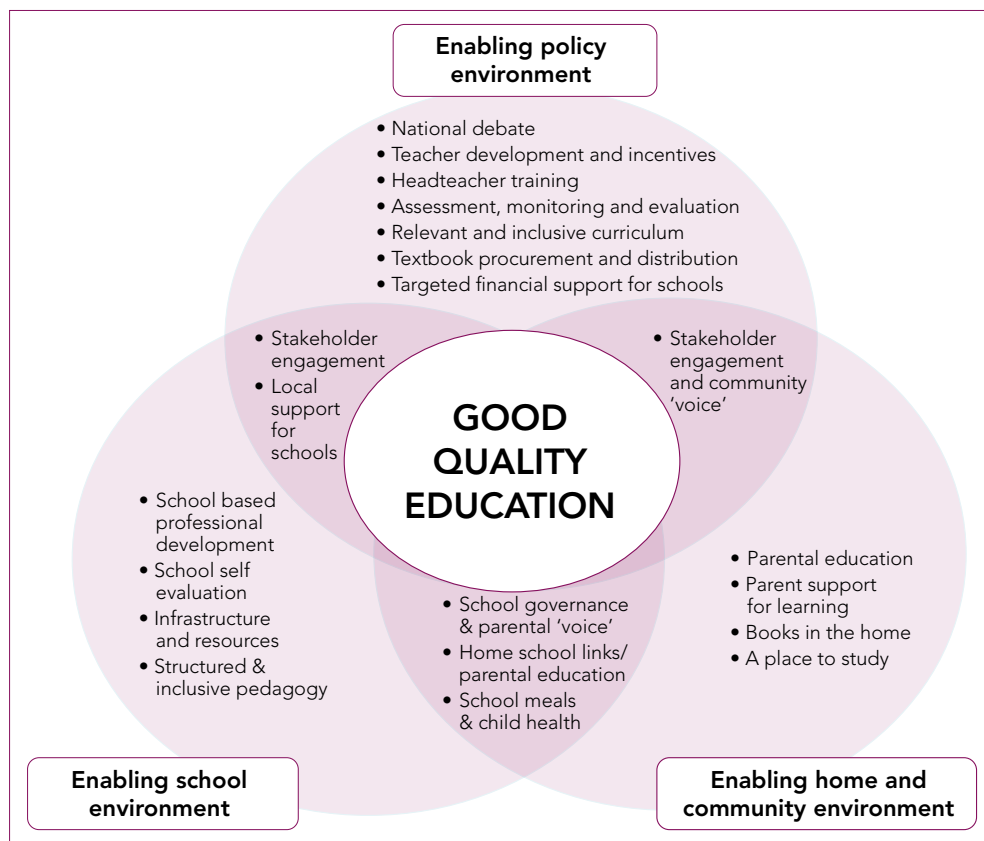 Enabling policy
environment
• National debate
• Teacher development and incentives
• Headteacher training
• Assessment, monitoring and evaluation
• Relevant and inclusive curriculum
• Textbook procurement and distribution
• Targeted financial support for schools
• Stakeholder
engagement
• Local
support
for
schools
• Stakeholder
engagement
and community
‘voice’
GOOD
QUALITY
EDUCATION
• School based
professional
development
• School self
evaluation
• Infrastructure
and resources
• Structured &
inclusive pedagogy
• School governance
& parental ‘voice’
• Home school links/
parental education
• School meals
& child health
• Parental education
• Parent support
for learning
• Books in the home
• A place to study
Enabling school
environment
Enabling home and
community environment